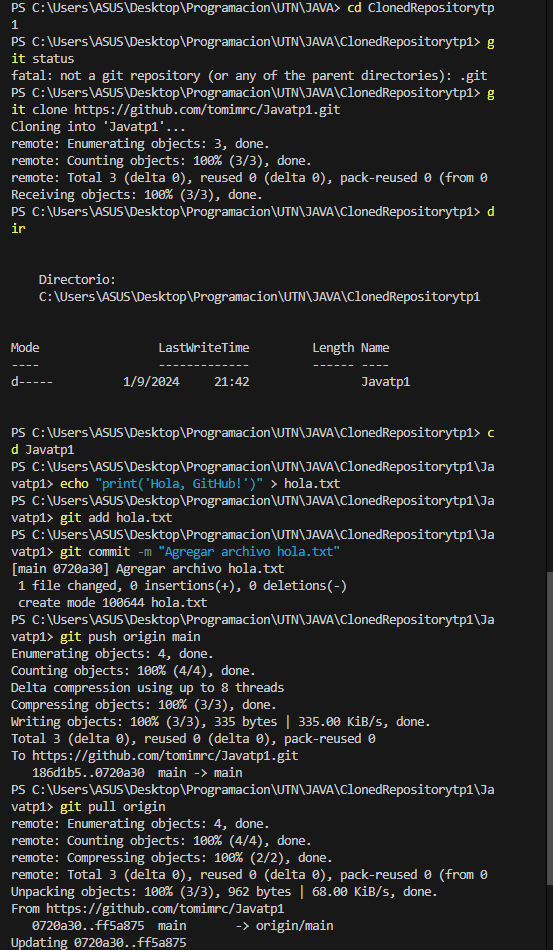 PS C:\Users\ASUS\Desktop\Programacion\UTN\JAVA> cd ClonedRepositorytp
1
PS C:\Users\ASUS\Desktop\Programacion\UTN\JAVA\ClonedRepositorytp1> g
it status
fatal: not a git repository (or any of the parent directories): .git
PS C:\Users\ASUS\Desktop\Programacion\UTN\JAVA\ClonedRepositorytp1> g
it clone https://github.com/tomimrc/Javatp1.git
Cloning into 'Javatp1'...
remote: Enumerating objects: 3, done.
remote: Counting objects: 100% (3/3), done.
remote: Total 3 (delta 0), reused 0 (delta 0), pack-reused 0 (from 0
Receiving objects: 100% (3/3), done.
PS C:\Users\ASUS\Desktop\Programacion\UTN\JAVA\ClonedRepositorytp1> d
ir
Directorio:
C:\Users\ASUS\Desktop\Programacion\UTN\JAVA\ClonedRepositorytp1
Mode                 LastWriteTime         Length Name
----                 -------------         ------ ----
d-----          1/9/2024     21:42                Javatp1
PS C:\Users\ASUS\Desktop\Programacion\UTN\JAVA\ClonedRepositorytp1> c
d Javatp1
PS C:\Users\ASUS\Desktop\Programacion\UTN\JAVA\ClonedRepositorytp1\Ja
vatp1> echo "print('Hola, GitHub!')" > hola.txt
PS C:\Users\ASUS\Desktop\Programacion\UTN\JAVA\ClonedRepositorytp1\Ja
vatp1> git add hola.txt
PS C:\Users\ASUS\Desktop\Programacion\UTN\JAVA\ClonedRepositorytp1\Ja
vatp1> git commit -m "Agregar archivo hola.txt"
[main 0720a30] Agregar archivo hola.txt
 1 file changed, 0 insertions(+), 0 deletions(-)
 create mode 100644 hola.txt
PS C:\Users\ASUS\Desktop\Programacion\UTN\JAVA\ClonedRepositorytp1\Ja
vatp1> git push origin main
Enumerating objects: 4, done.
Counting objects: 100% (4/4), done.
Delta compression using up to 8 threads
Compressing objects: 100% (3/3), done.
Writing objects: 100% (3/3), 335 bytes | 335.00 KiB/s, done.
Total 3 (delta 0), reused 0 (delta 0), pack-reused 0
To https://github.com/tomimrc/Javatp1.git
   186d1b5..0720a30  main -> main
PS C:\Users\ASUS\Desktop\Programacion\UTN\JAVA\ClonedRepositorytp1\Ja
vatp1> git pull origin
remote: Enumerating objects: 4, done.
remote: Counting objects: 100% (4/4), done.
remote: Compressing objects: 100% (2/2), done.
remote: Total 3 (delta 0), reused 0 (delta 0), pack-reused 0 (from 0
Unpacking objects: 100% (3/3), 962 bytes | 68.00 KiB/s, done.
From https://github.com/tomimrc/Javatp1
   0720a30..ff5a875  main       -> origin/main
Updating 0720a30..ff5a875